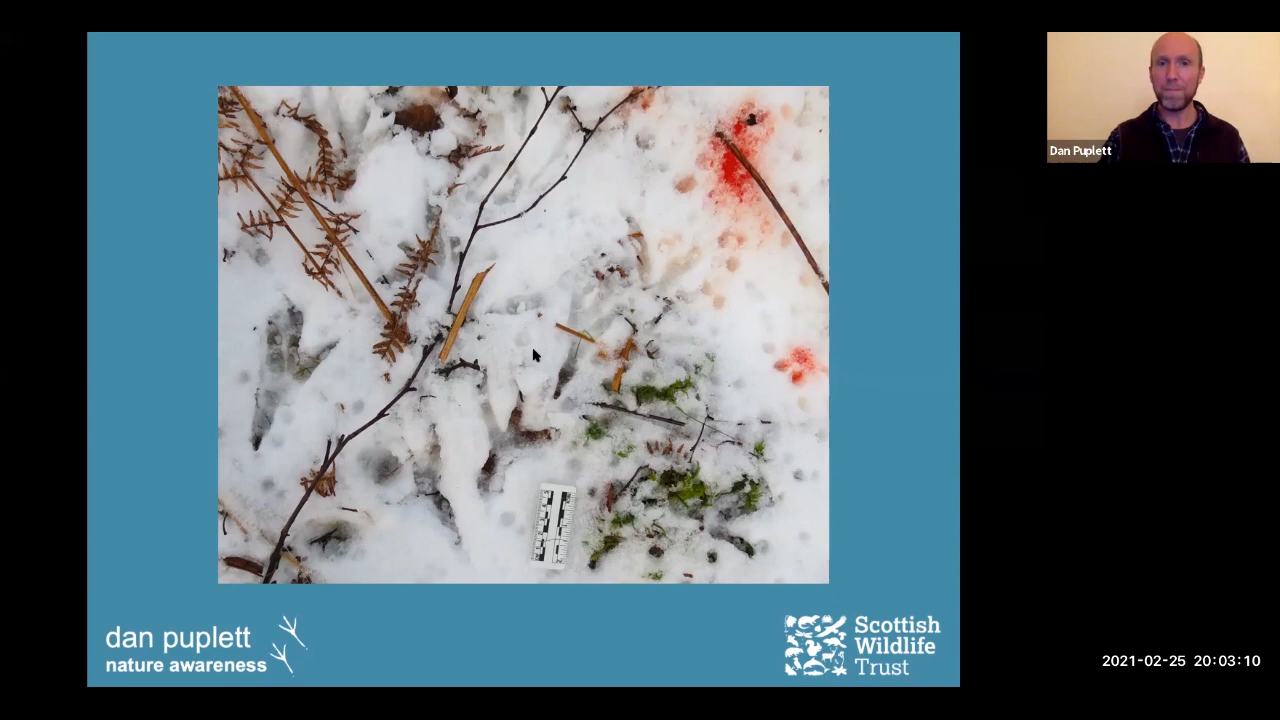 Dan Puplett
dan puplett
nature awareness
Scottish
Wildlife
Trust
2021-02-25 20:03:10